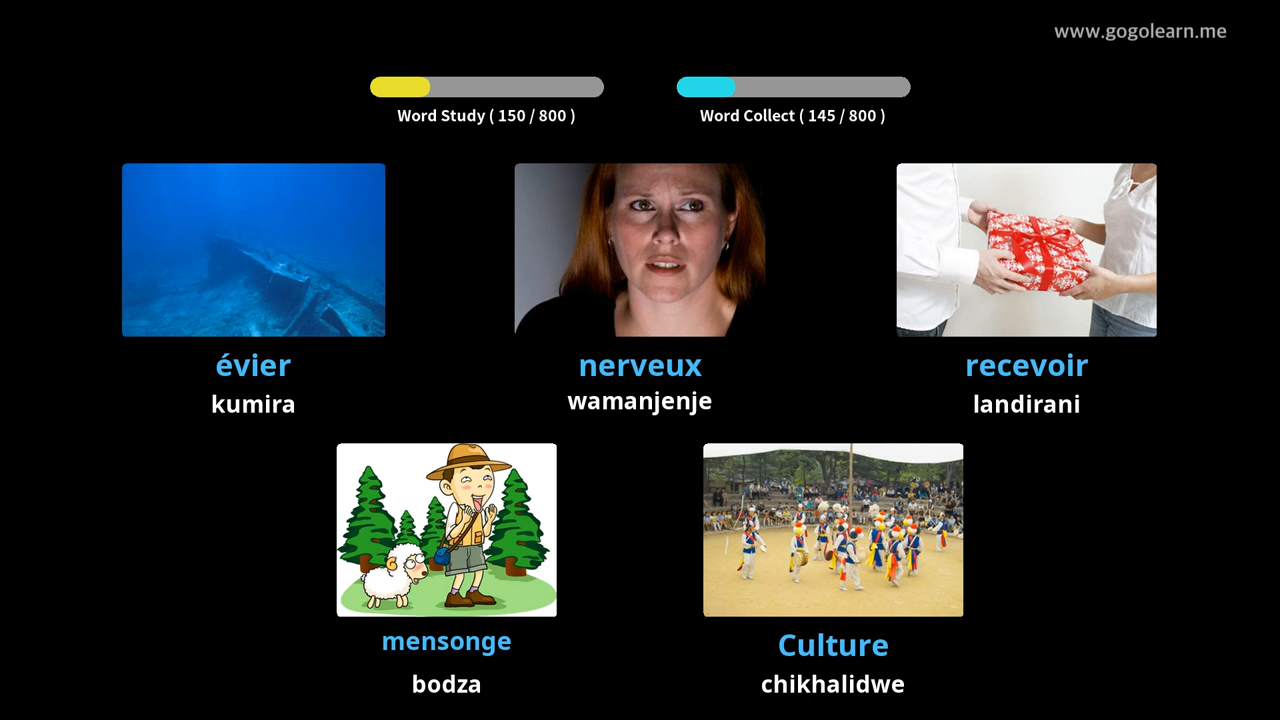 www.gogolearn.me
Word Study ( 150 / 800 )
Word Collect ( 145 / 800 )
évier
nerveux
recevoir
kumira
wamanjenje
landirani
mensonge
Culture
bodza
chikhalidwe